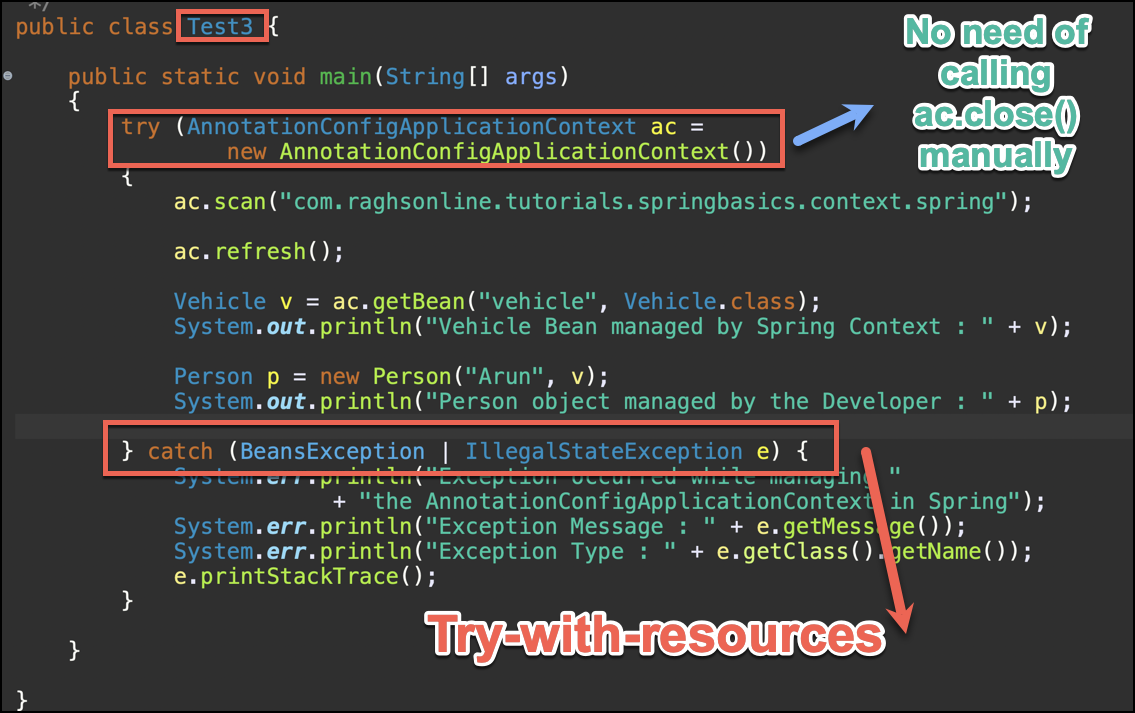 */
public class Test3 {
public static void main(String[] args)
{
try (AnnotationConfigApplicationContext ac =
new AnnotationConfigApplicationContext())
{
ac.scan("com.raghsonline.tutorials.springbasics.context.spring");
ac.refresh();
Vehicle v = ac.getBean("vehicle", Vehicle.class);
System.out.println("Vehicle Bean managed by Spring Context : " + v);
Person p = new Person("Arun", v);
System.out.println("Person object managed by the Developer : " + p);
} catch (BeansException | IllegalStateException e) {
System.err.println("Exception occurred while managing "
+ "the AnnotationConfigApplicationContext in Spring");
System.err.println("Exception Message : " + e.getMessage());
System.err.println("Exception Type : " + e.getClass().getName());
e.printStackTrace();
}
}
}
No need of
calling
ac.close()
manually
Try-with-resources